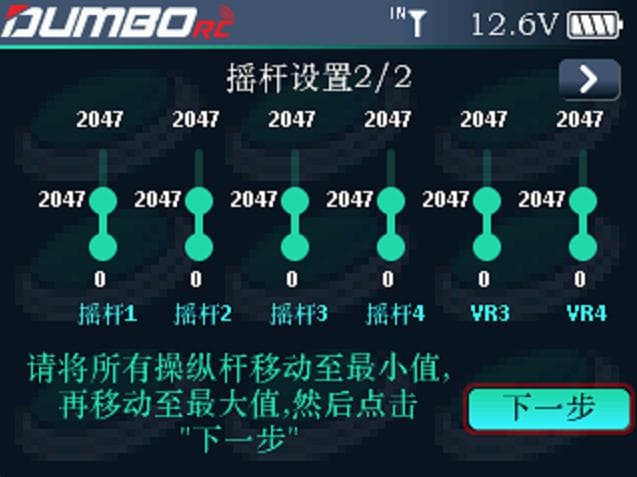 DUMBORC
IN 12.6V
摇杆设置2/2
2047 2047 2047 2047 2047 2047
2047 2047 2047 2047 2047 2047
0 0 0 0 0 0
摇杆1 摇杆2 摇杆3 摇杆4 VR3 VR4
请将所有操纵杆移动至最小值,
再移动至最大值,然后点击
"下一步"
下一步